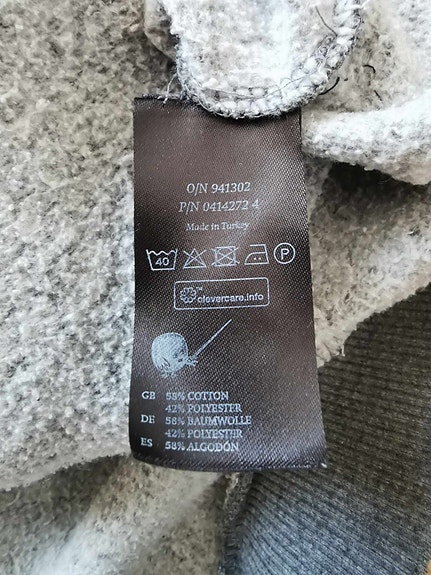 O/N 941302
P/N 0414272 4
Made in Turkey
40 P
™
clevercare.info
GB 58% COTTON
42% POLYESTER
DE 58% BAUMWOLLE
42% POLYESTER
ES 58% ALGODÓN